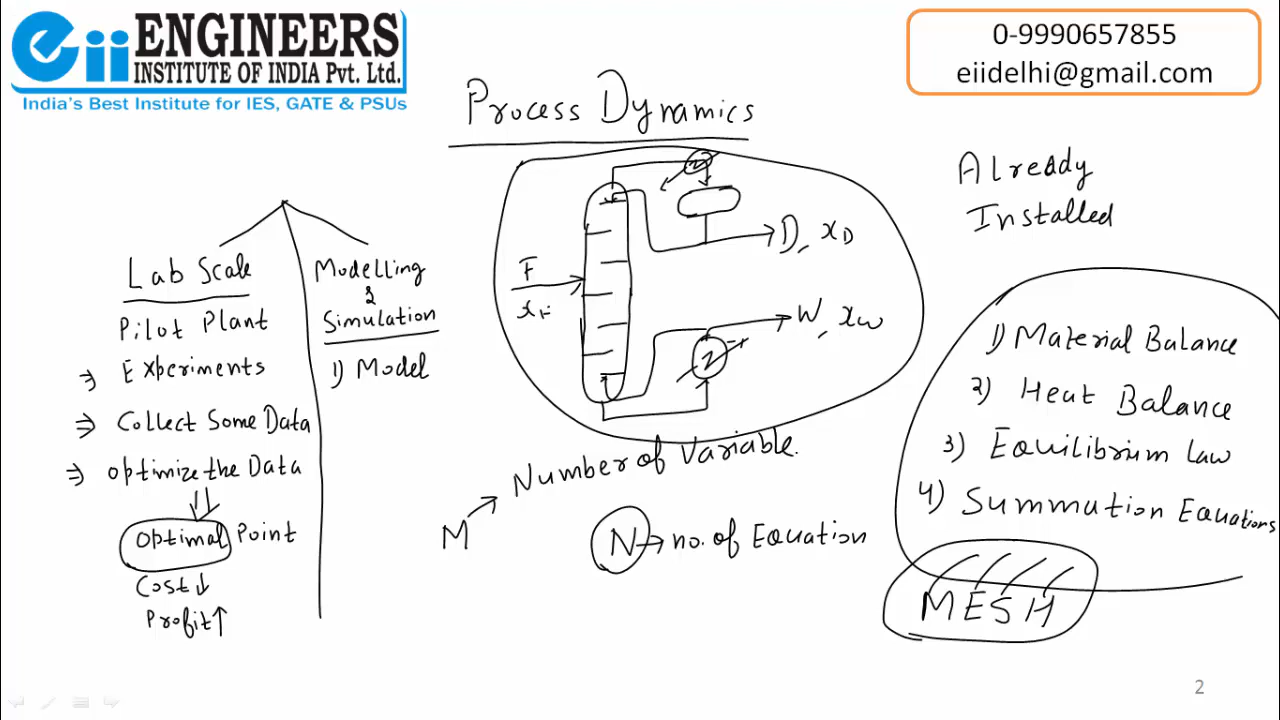 eii ENGINEERS
INSTITUTE OF INDIA Pvt. Ltd.
India's Best Institute for IES, GATE & PSUs
0-9990657855
eiidelhi@gmail.com
Process Dynamics
Already
Installed
F
xF
D, xD
W, xW
Lab Scale
Pilot Plant
⇒ Experiments
⇒ Collect Some Data
⇒ Optimize the Data
Optimal Point
Cost↓
Profit↑
Modelling
&
Simulation
1) Model
Number of Variable.
M
N → no. of Equation
1) Material Balance
2) Heat Balance
3) Equilibrium Law
4) Summution Equations
MESH
2